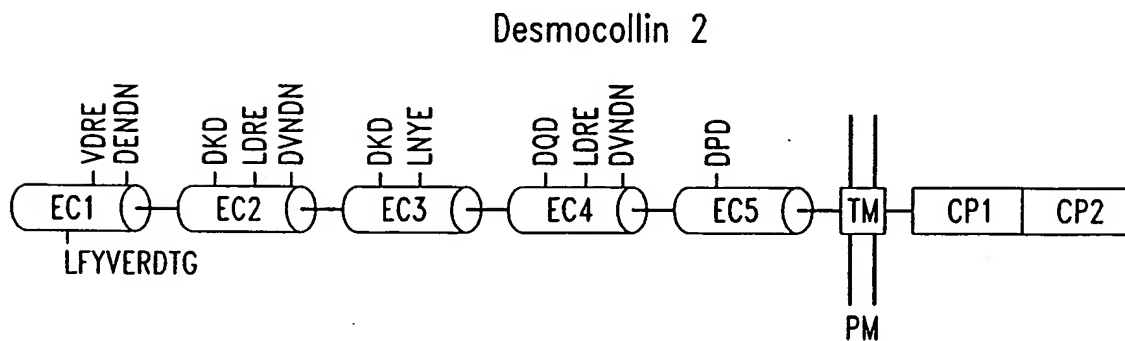 Desmocollin 2
VDRE
DENDN
DKD
LDRE
DVNDN
DKD
LNYE
DQD
LDRE
DVNDN
DPD
EC1
EC2
EC3
EC4
EC5
TM
CP1
CP2
LFYVERDTG
PM